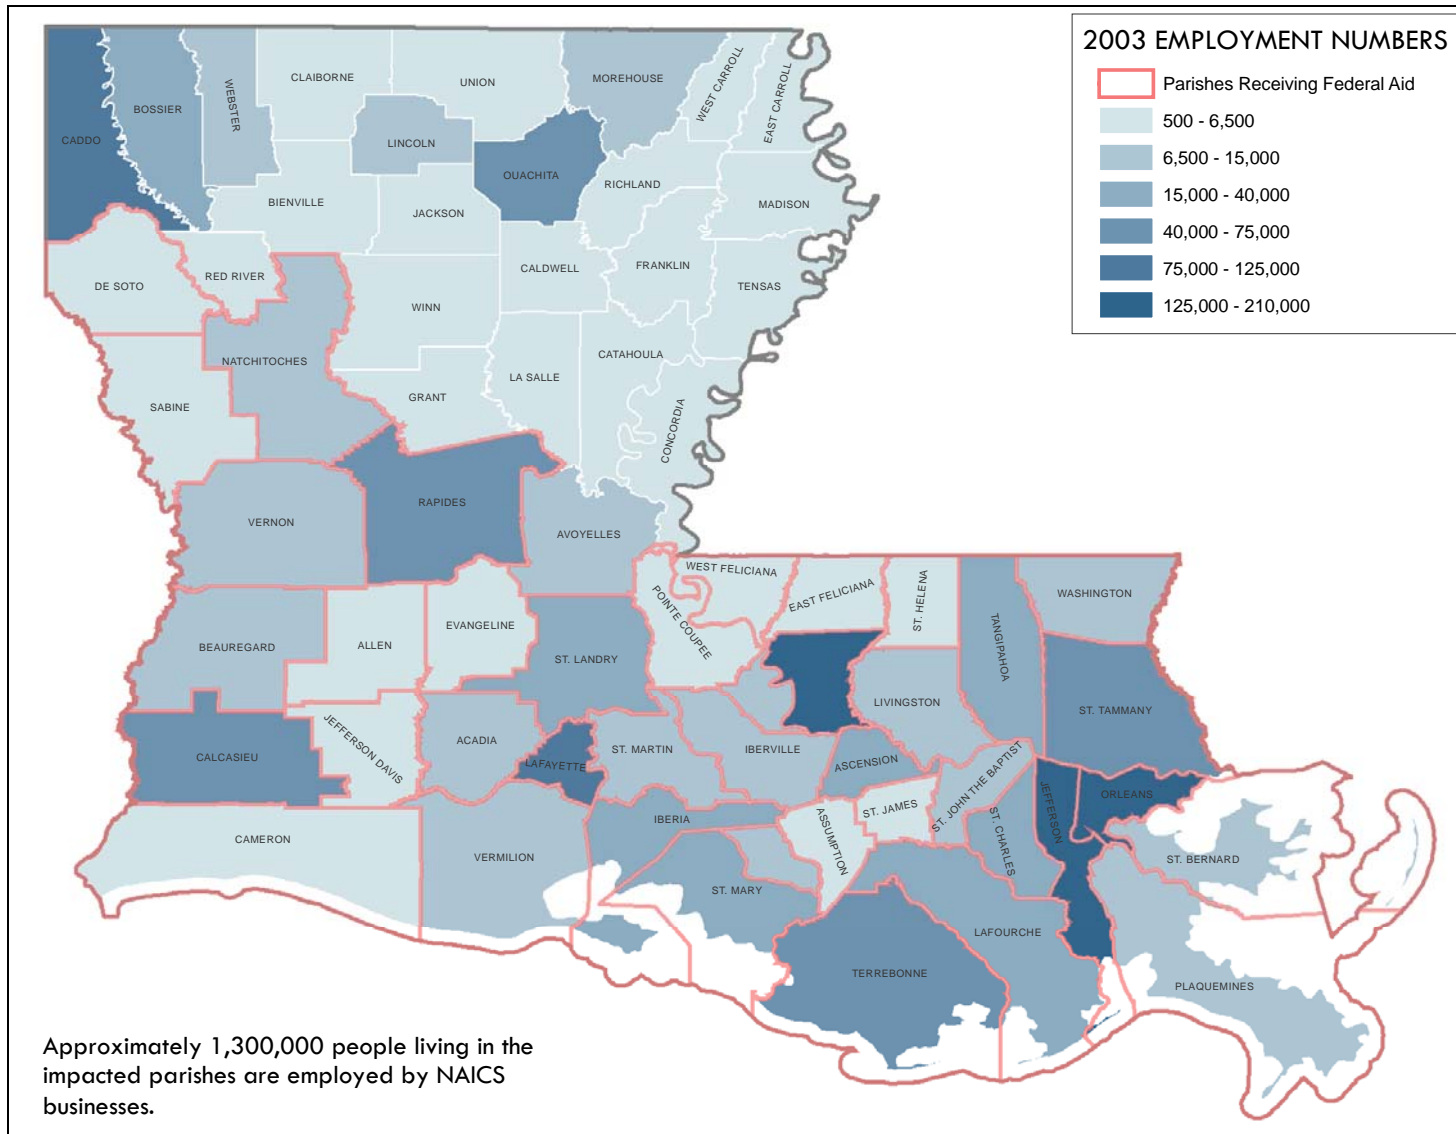 2003 EMPLOYMENT NUMBERS
Parishes Receiving Federal Aid
500 - 6,500
6,500 - 15,000
15,000 - 40,000
40,000 - 75,000
75,000 - 125,000
125,000 - 210,000
CADDO
BOSSIER
WEBSTER
CLAIBORNE
UNION
MOREHOUSE
WEST CARROLL
EAST CARROLL
LINCOLN
OUACHITA
RICHLAND
MADISON
BIENVILLE
JACKSON
DE SOTO
RED RIVER
CALDWELL
FRANKLIN
TENSAS
WINN
NATCHITOCHES
CATAHOULA
LA SALLE
SABINE
GRANT
CONCORDIA
RAPIDES
VERNON
AVOYELLES
WEST FELICIANA
EAST FELICIANA
ST. HELENA
WASHINGTON
POINTE COUPEE
TANGIPAHOA
BEAUREGARD
ALLEN
EVANGELINE
ST. LANDRY
LIVINGSTON
ST. TAMMANY
CALCASIEU
JEFFERSON DAVIS
ACADIA
LAFAYETTE
ST. MARTIN
IBERVILLE
ASCENSION
ST. JOHN THE BAPTIST
JEFFERSON
ORLEANS
CAMERON
VERMILION
IBERIA
ASSUMPTION
ST. JAMES
ST. CHARLES
ST. BERNARD
ST. MARY
LAFOURCHE
TERREBONNE
PLAQUEMINES
Approximately 1,300,000 people living in the
impacted parishes are employed by NAICS
businesses.